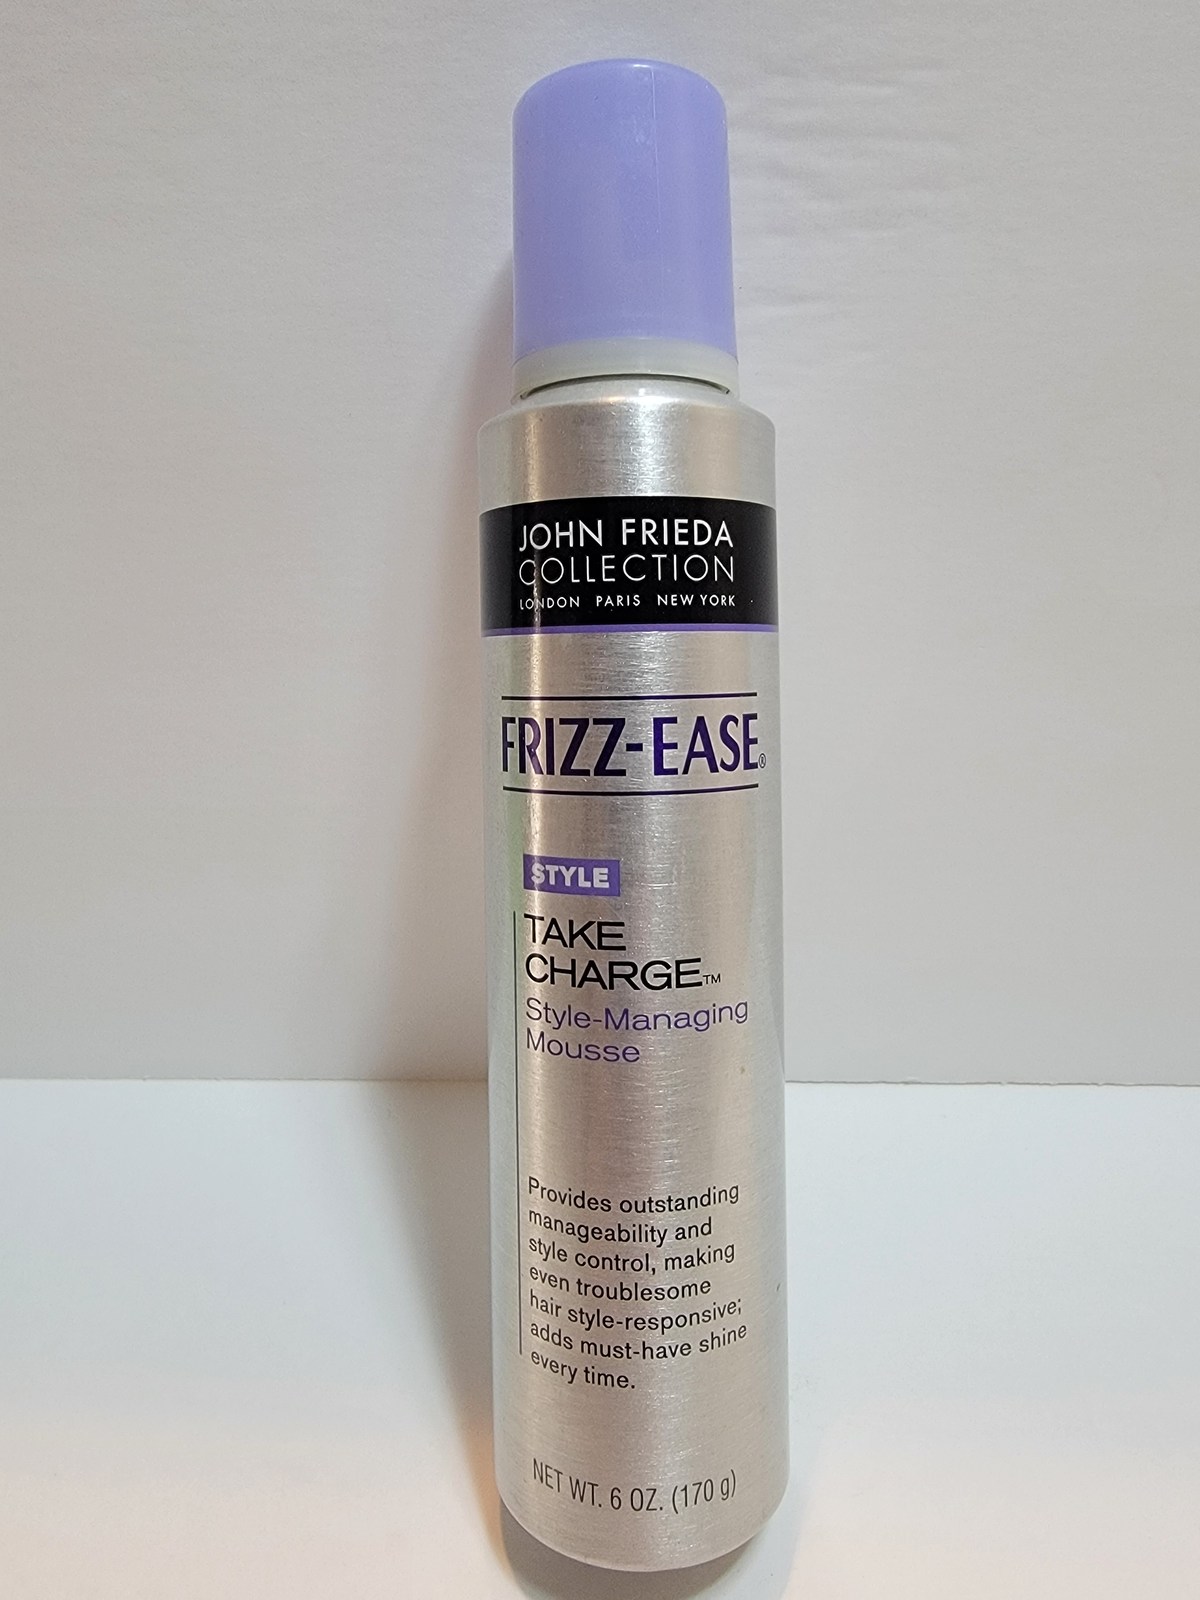 JOHN FRIEDA
COLLECTION
LONDON PARIS NEW YORK
FRIZZ-EASE®
STYLE
TAKE
CHARGE™
Style-Managing
Mousse
Provides outstanding
manageability and
style control, making
even troublesome
hair style-responsive;
adds must-have shine
every time.
NET WT. 6 OZ. (170 g)